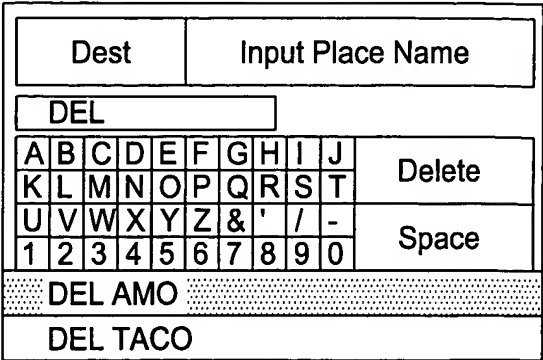 Dest Input Place Name
DEL
A B C D E F G H I J
K L M N O P Q R S T Delete
U V W X Y Z & ' / -
1 2 3 4 5 6 7 8 9 0 Space
DEL AMO
DEL TACO